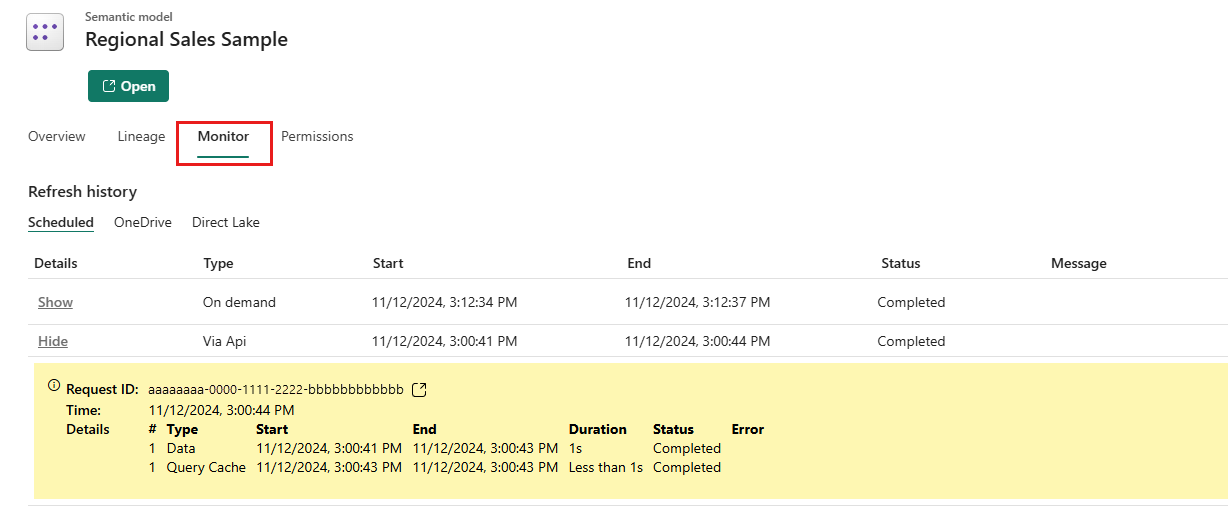 Semantic model
Regional Sales Sample
Open
Overview Lineage Monitor Permissions
Refresh history
Scheduled OneDrive Direct Lake
Details Type Start End Status Message
Show On demand 11/12/2024, 3:12:34 PM 11/12/2024, 3:12:37 PM Completed
Hide Via Api 11/12/2024, 3:00:41 PM 11/12/2024, 3:00:44 PM Completed
Request ID: aaaaaaaa-0000-1111-2222-bbbbbbbbbbbb
Time: 11/12/2024, 3:00:44 PM
Details # Type Start End Duration Status Error
1 Data 11/12/2024, 3:00:41 PM 11/12/2024, 3:00:43 PM 1s Completed
1 Query Cache 11/12/2024, 3:00:43 PM 11/12/2024, 3:00:43 PM Less than 1s Completed